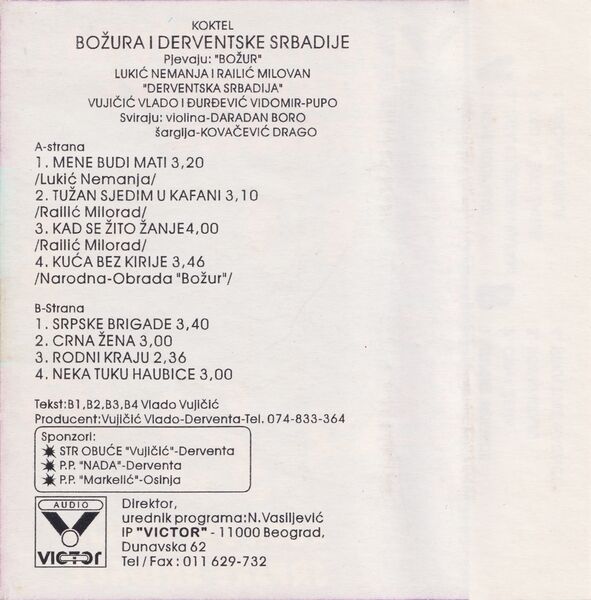 KOKTEL
BOŽURA I DERVENTSKE SRBADIJE
Pjevaju: "BOŽUR"
LUKIĆ NEMANJA I RAILIĆ MILOVAN
"DERVENTSKA SRBADIJA"
VUJIČIĆ VLADO I ĐURĐEVIĆ VIDOMIR-PUPO
Sviraju: violina-DARADAN BORO
šargija-KOVAČEVIĆ DRAGO
A-strana
1. MENE BUDI MATI 3,20
/Lukić Nemanja/
2. TUŽAN SJEDIM U KAFANI 3,10
/Railić Milorad/
3. KAD SE ŽITO ŽANJE4,00
/Railić Milorad/
4. KUĆA BEZ KIRIJE 3,46
/Narodna-Obrada "Božur"/
B-Strana
1. SRPSKE BRIGADE 3,40
2. CRNA ŽENA 3,00
3. RODNI KRAJU 2,36
4. NEKA TUKU HAUBICE 3,00
Tekst:B1,B2,B3,B4 Vlado Vujičić
Producent:Vujičić Vlado-Derventa-Tel. 074-833-364
Sponzori:
STR OBUĆE "Vujičić"-Derventa
P.P. "NADA"-Derventa
P.P. "Markelić"-Osinja
AUDIO
VICTOR
Direktor,
urednik programa:N.Vasiljević
IP "VICTOR" - 11000 Beograd,
Dunavska 62
Tel/Fax: 011 629-732